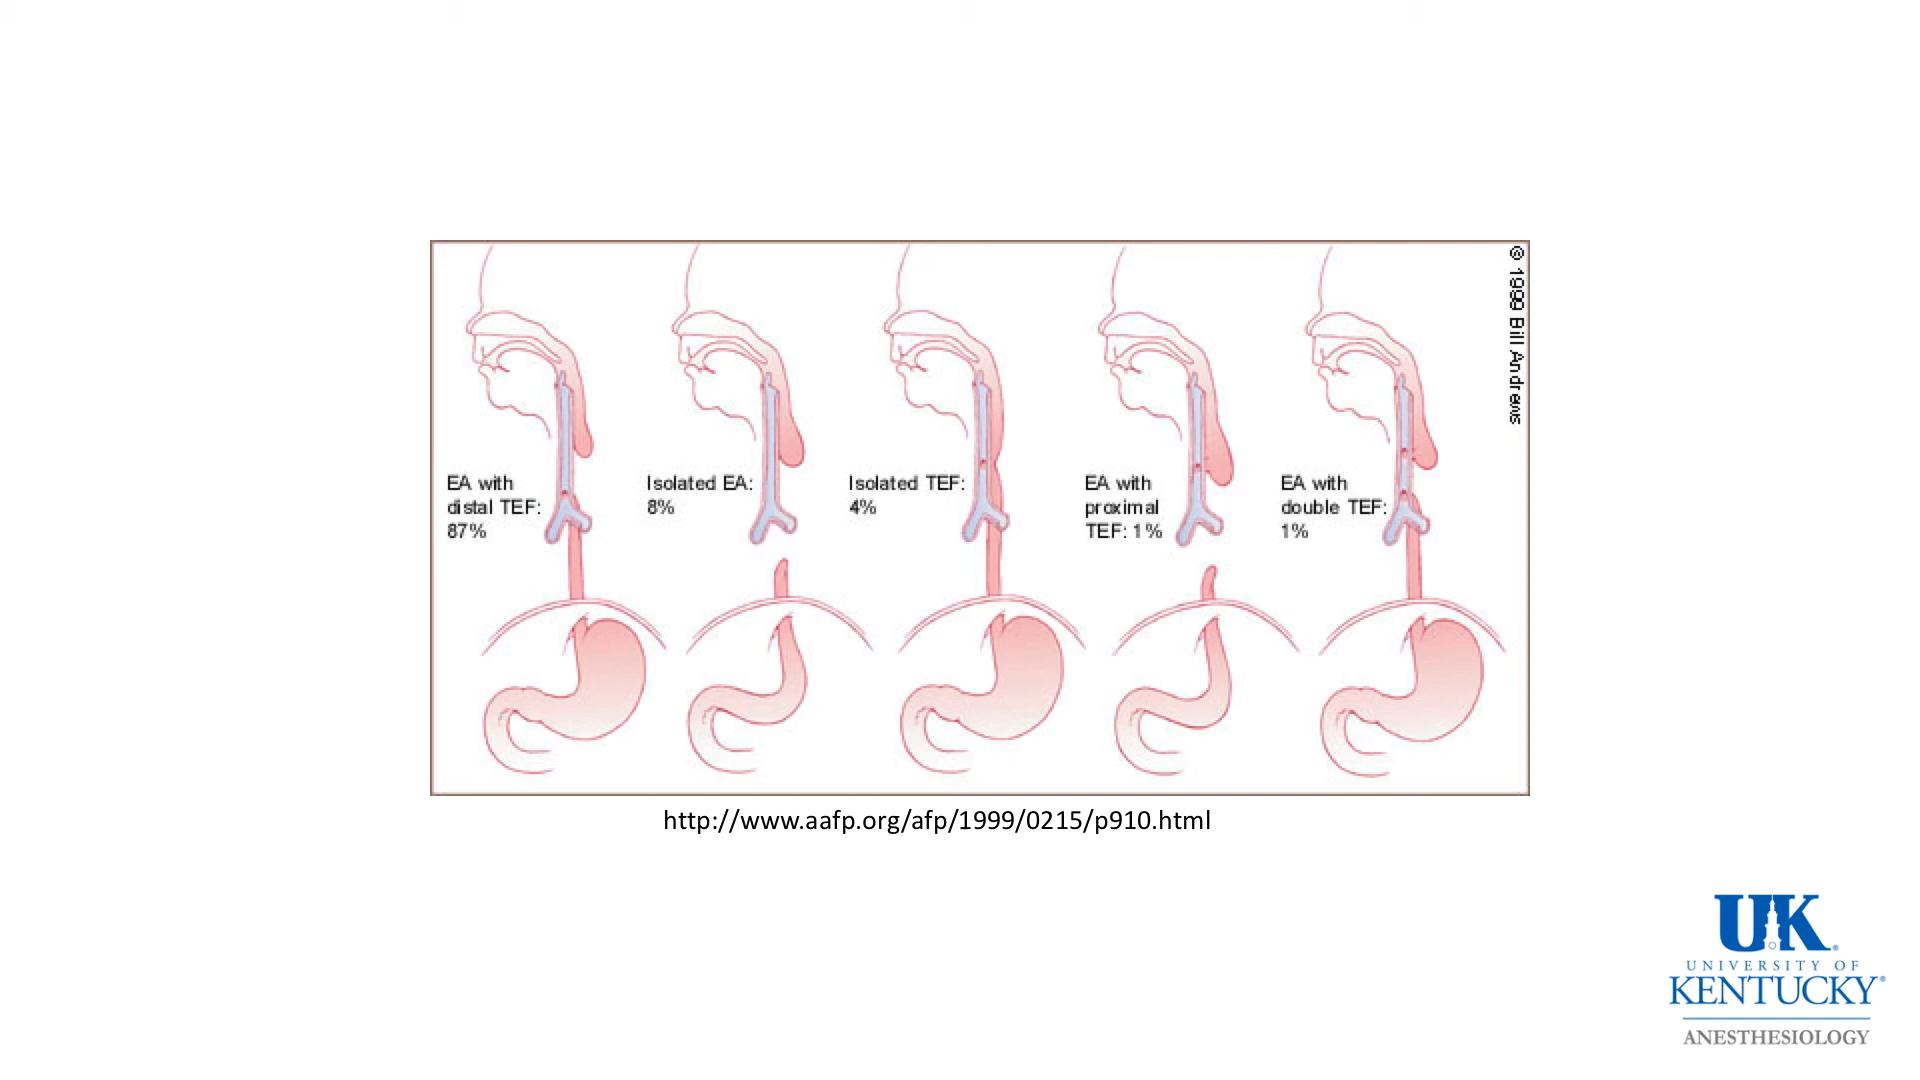 © 1999 Bill Andrews
EA with
distal TEF:
87%
Isolated EA:
8%
Isolated TEF:
4%
EA with
proximal
TEF: 1%
EA with
double TEF:
1%
http://www.aafp.org/afp/1999/0215/p910.html
UK®
UNIVERSITY OF
KENTUCKY®
ANESTHESIOLOGY